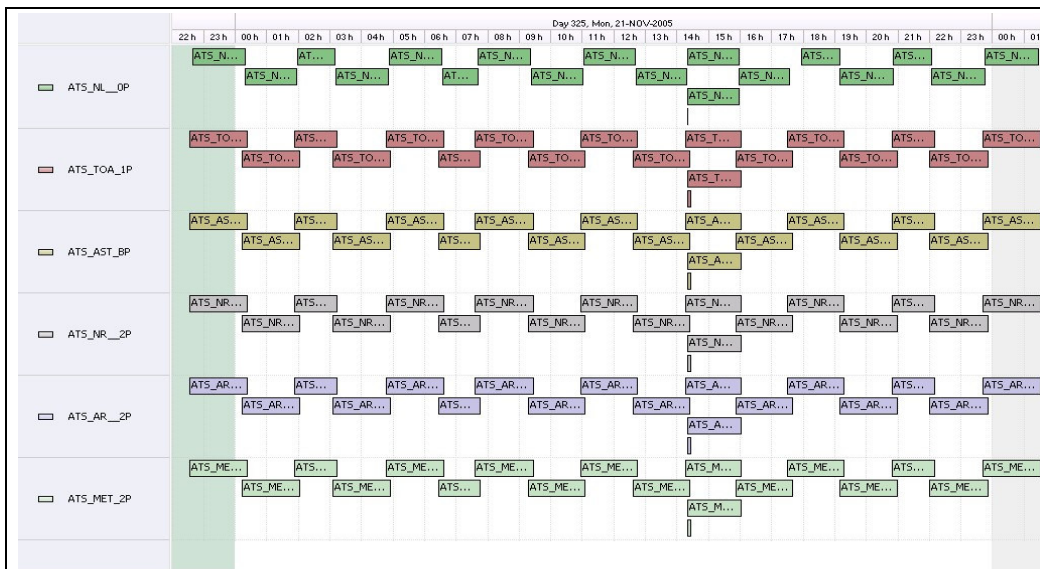 Day 325, Mon, 21-NOV-2005
22 h 23 h 00 h 01 h 02 h 03 h 04 h 05 h 06 h 07 h 08 h 09 h 10 h 11 h 12 h 13 h 14 h 15 h 16 h 17 h 18 h 19 h 20 h 21 h 22 h 23 h 00 h 01
ATS_N... AT... ATS_N... ATS_N... ATS_N... ATS_N... ATS... ATS... ATS_N...
ATS_N... ATS_N... AT... ATS_N... ATS_N... ATS_N... ATS_N... ATS_N...
ATS_NL__0P ATS_N...
ATS_TO... ATS... ATS_TO... ATS_TO... ATS_TO... ATS_T... ATS_TO... ATS... ATS_TO...
ATS_TO... ATS_TO... ATS... ATS_TO... ATS_TO... ATS_TO... ATS_TO... ATS_TO...
ATS_TOA_1P ATS_T...
ATS_AS... ATS... ATS_AS... ATS_AS... ATS_AS... ATS_A... ATS_AS... ATS... ATS_AS...
ATS_AS... ATS_AS... ATS... ATS_AS... ATS_AS... ATS_AS... ATS_AS... ATS_AS...
ATS_AST_BP ATS_A...
ATS_NR... ATS... ATS_NR... ATS_NR... ATS_NR... ATS_N... ATS_NR... ATS... ATS_NR...
ATS_NR... ATS_NR... ATS... ATS_NR... ATS_NR... ATS_NR... ATS_NR... ATS_NR...
ATS_NR__2P ATS_N...
ATS_AR... ATS... ATS_AR... ATS_AR... ATS_AR... ATS_A... ATS_AR... ATS... ATS_AR...
ATS_AR... ATS_AR... ATS... ATS_AR... ATS_AR... ATS_AR... ATS_AR... ATS_AR...
ATS_AR__2P ATS_A...
ATS_ME... ATS... ATS_ME... ATS_ME... ATS_ME... ATS_M... ATS_ME... ATS... ATS_ME...
ATS_ME... ATS_ME... ATS... ATS_ME... ATS_ME... ATS_ME... ATS_ME... ATS_ME...
ATS_MET_2P ATS_M...